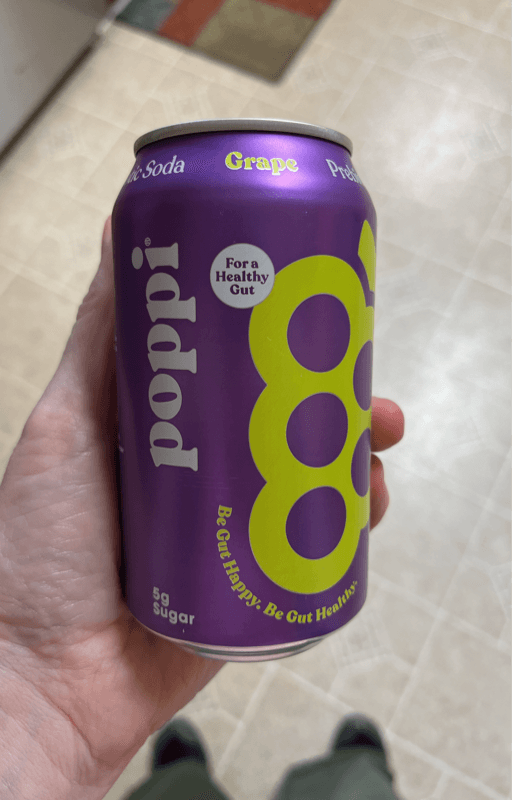 Soda
Grape
poppi®
For a
Healthy
Gut
Be Gut Happy. Be Gut Healthy.
5g
Sugar